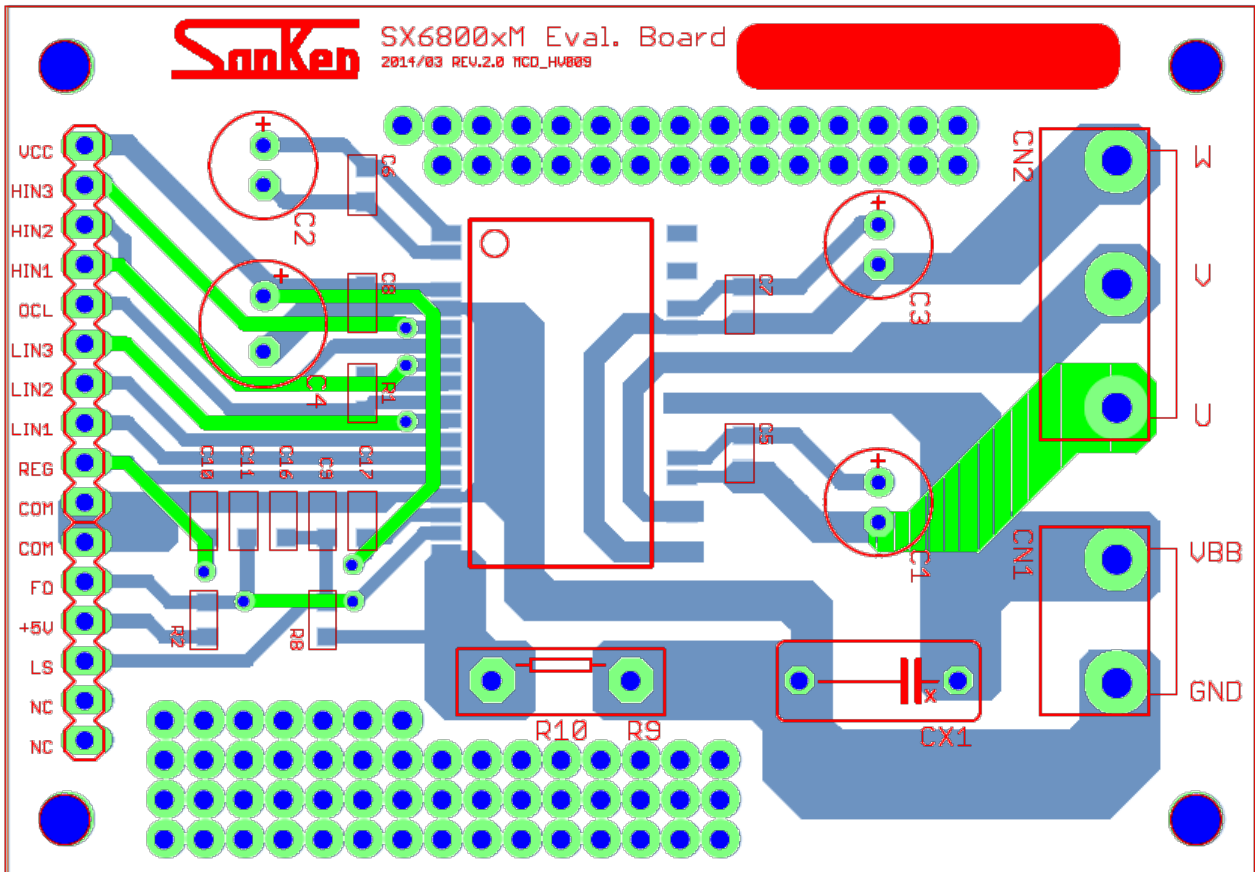 SanKen
SX6800xM Eval. Board
2014/03 REV.2.0 MCD_HV009
VCC
HIN3
HIN2
HIN1
OCL
LIN3
LIN2
LIN1
REG
COM
COM
FO
+5V
LS
NC
NC
+
C2
C6
+
C4
C8
R1
C10
C11
C16
C9
C17
R2
R8
+
C3
C7
C5
+
C1
CN2
W
V
U
CN1
VBB
GND
R10
R9
x
CX1